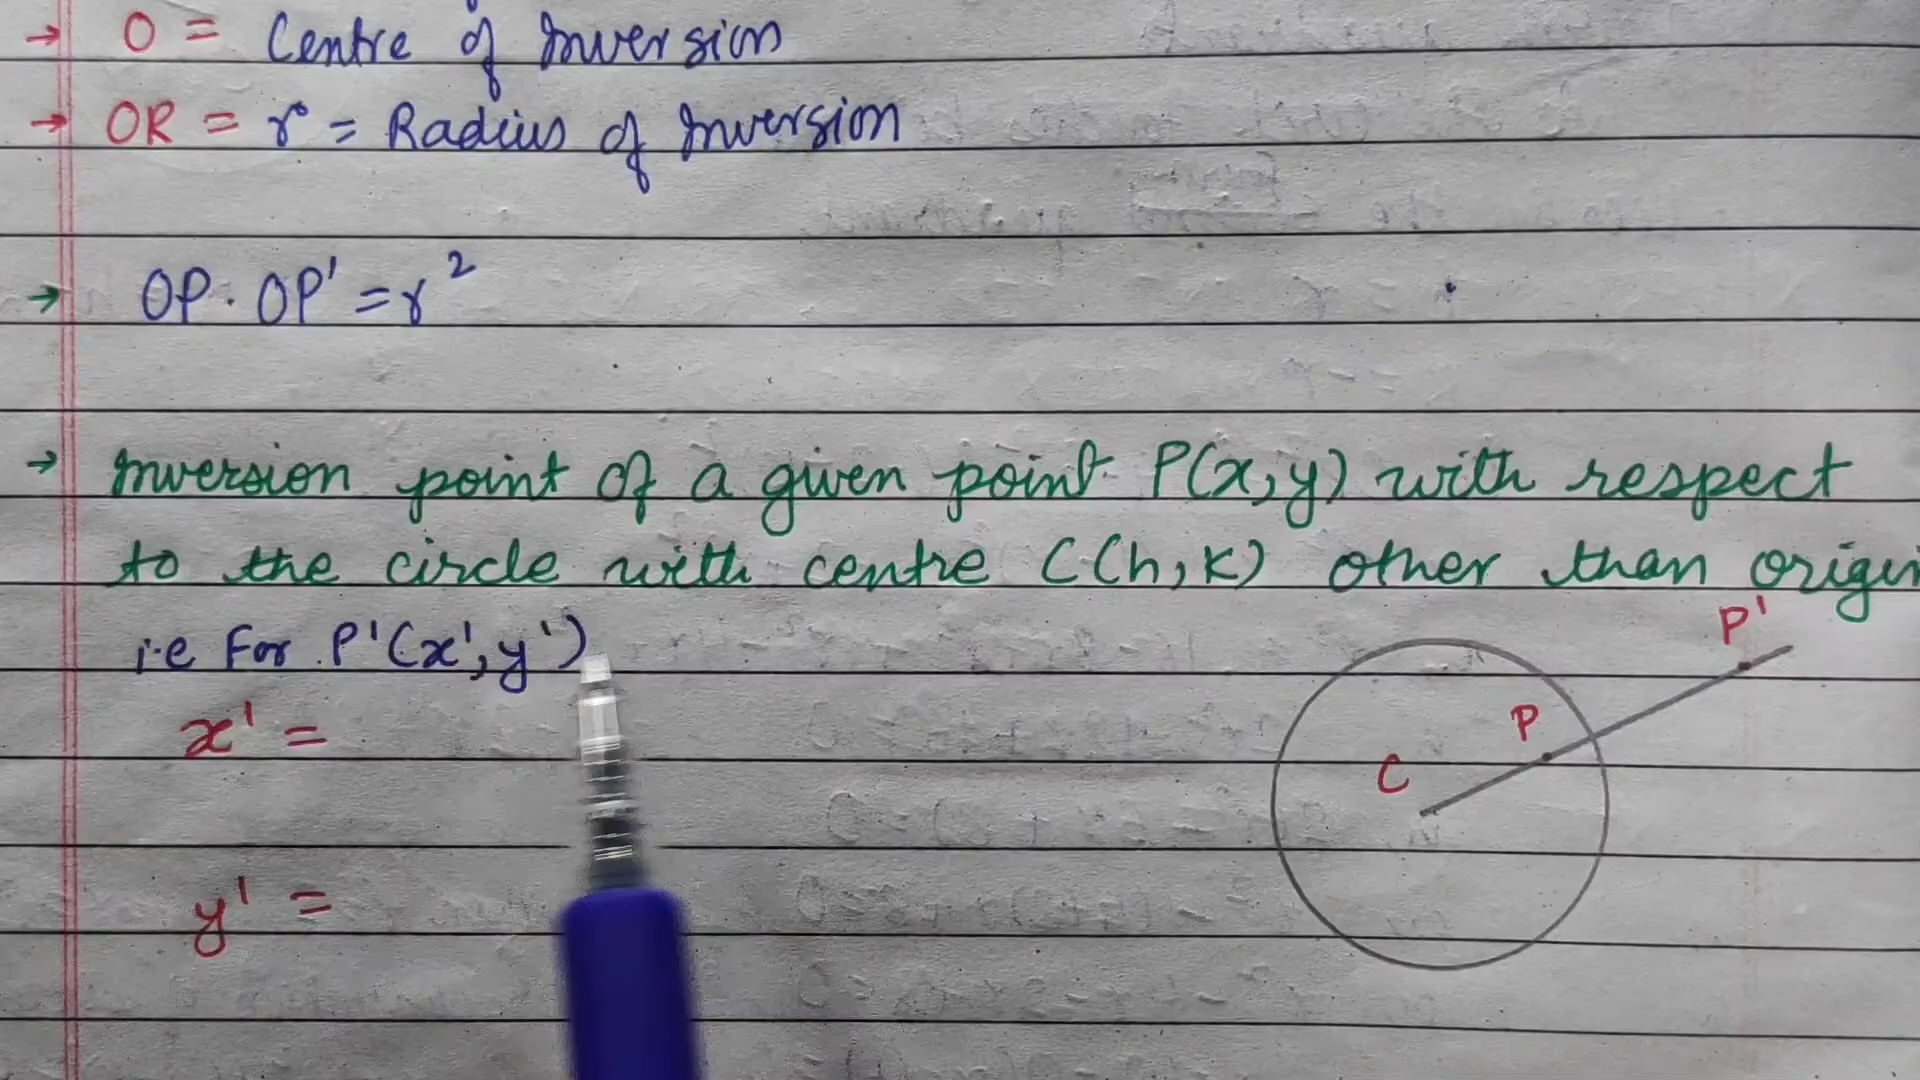 → O = Centre of Inversion
→ OR = r = Radius of Inversion
→ OP · OP' = r²
→ Inversion point of a given point P(x, y) with respect
to the circle with centre C(h, k) other than origin
i.e For P'(x', y')
P'
x' =
P
C
y' =